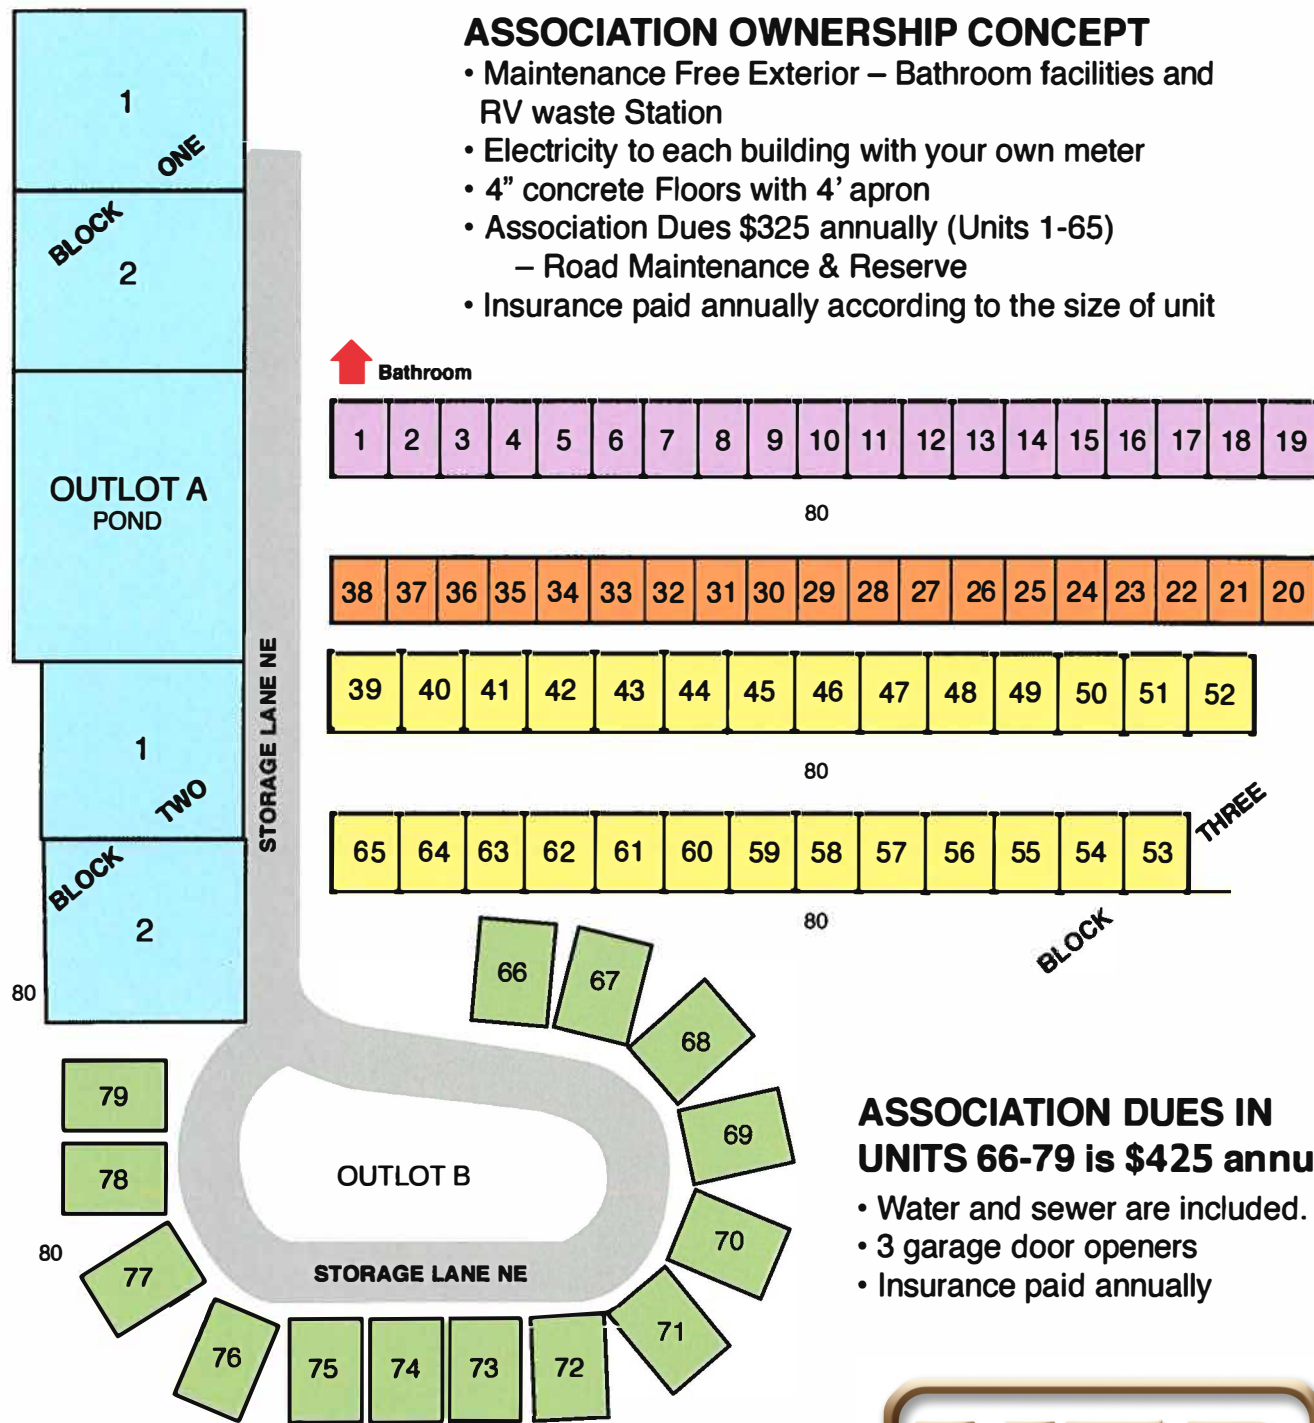 ASSOCIATION OWNERSHIP CONCEPT
• Maintenance Free Exterior – Bathroom facilities and
RV waste Station
• Electricity to each building with your own meter
• 4” concrete Floors with 4’ apron
• Association Dues $325 annually (Units 1-65)
– Road Maintenance & Reserve
• Insurance paid annually according to the size of unit
1
ONE
BLOCK
2
OUTLOT A
POND
1
TWO
BLOCK
2
80
STORAGE LANE NE
Bathroom
1 2 3 4 5 6 7 8 9 10 11 12 13 14 15 16 17 18 19
80
38 37 36 35 34 33 32 31 30 29 28 27 26 25 24 23 22 21 20
39 40 41 42 43 44 45 46 47 48 49 50 51 52
80
THREE
65 64 63 62 61 60 59 58 57 56 55 54 53
80
BLOCK
66
67
68
69
70
71
72
73
74
75
76
77
80
78
79
OUTLOT B
STORAGE LANE NE
ASSOCIATION DUES IN
UNITS 66-79 is $425 annu
• Water and sewer are included.
• 3 garage door openers
• Insurance paid annually